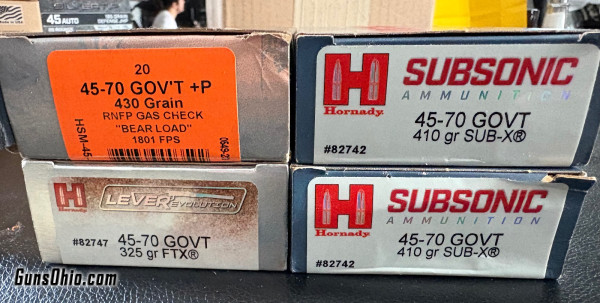 45 AUTO
20
45-70 GOV'T +P
430 Grain
RNFP GAS CHECK
"BEAR LOAD"
1801 FPS
HSM-45
H
Hornady
SUBSONIC
AMMUNITION
45-70 GOVT
410 gr SUB-X®
#82742
H
Hornady
LEVERevolution
#82747
45-70 GOVT
325 gr FTX®
H
Hornady
SUBSONIC
AMMUNITION
45-70 GOVT
410 gr SUB-X®
#82742
GunsOhio.com